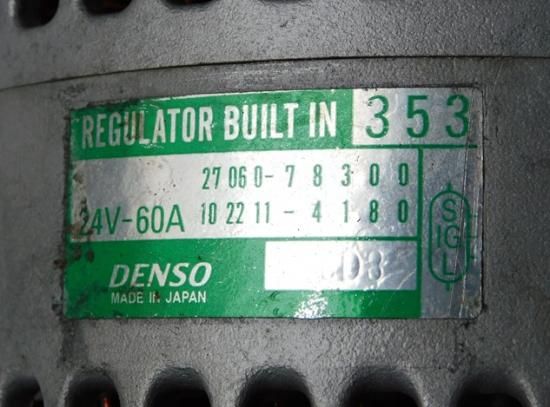 REGULATOR BUILT IN 353
27060-78300
24V-60A 102211-4180
DENSO
MADE IN JAPAN
S
IG
L